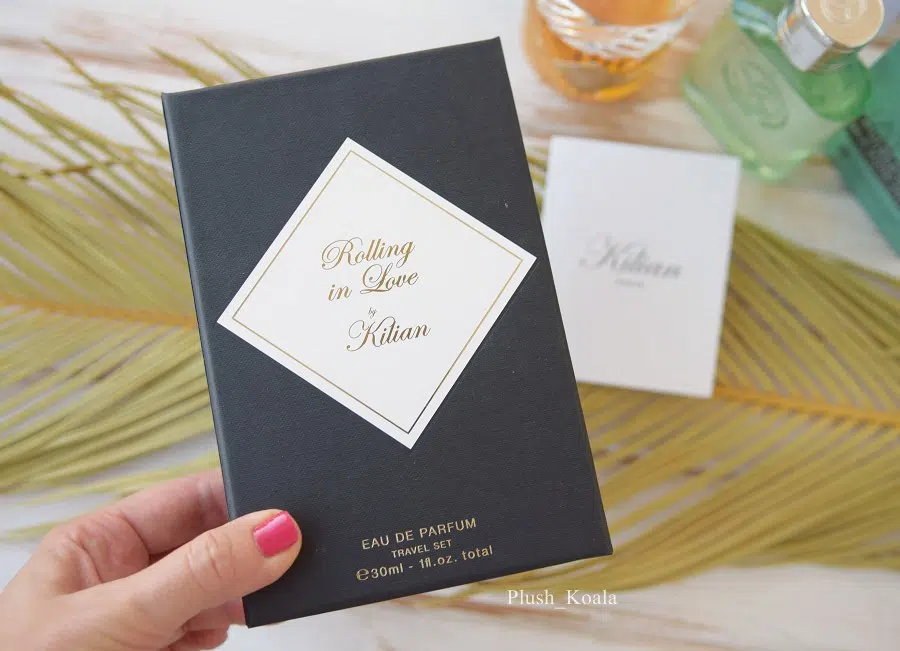 Rolling
in Love
by
Kilian
EAU DE PARFUM
TRAVEL SET
℮30ml - 1fl.oz. total
Kilian
Plush_Koala